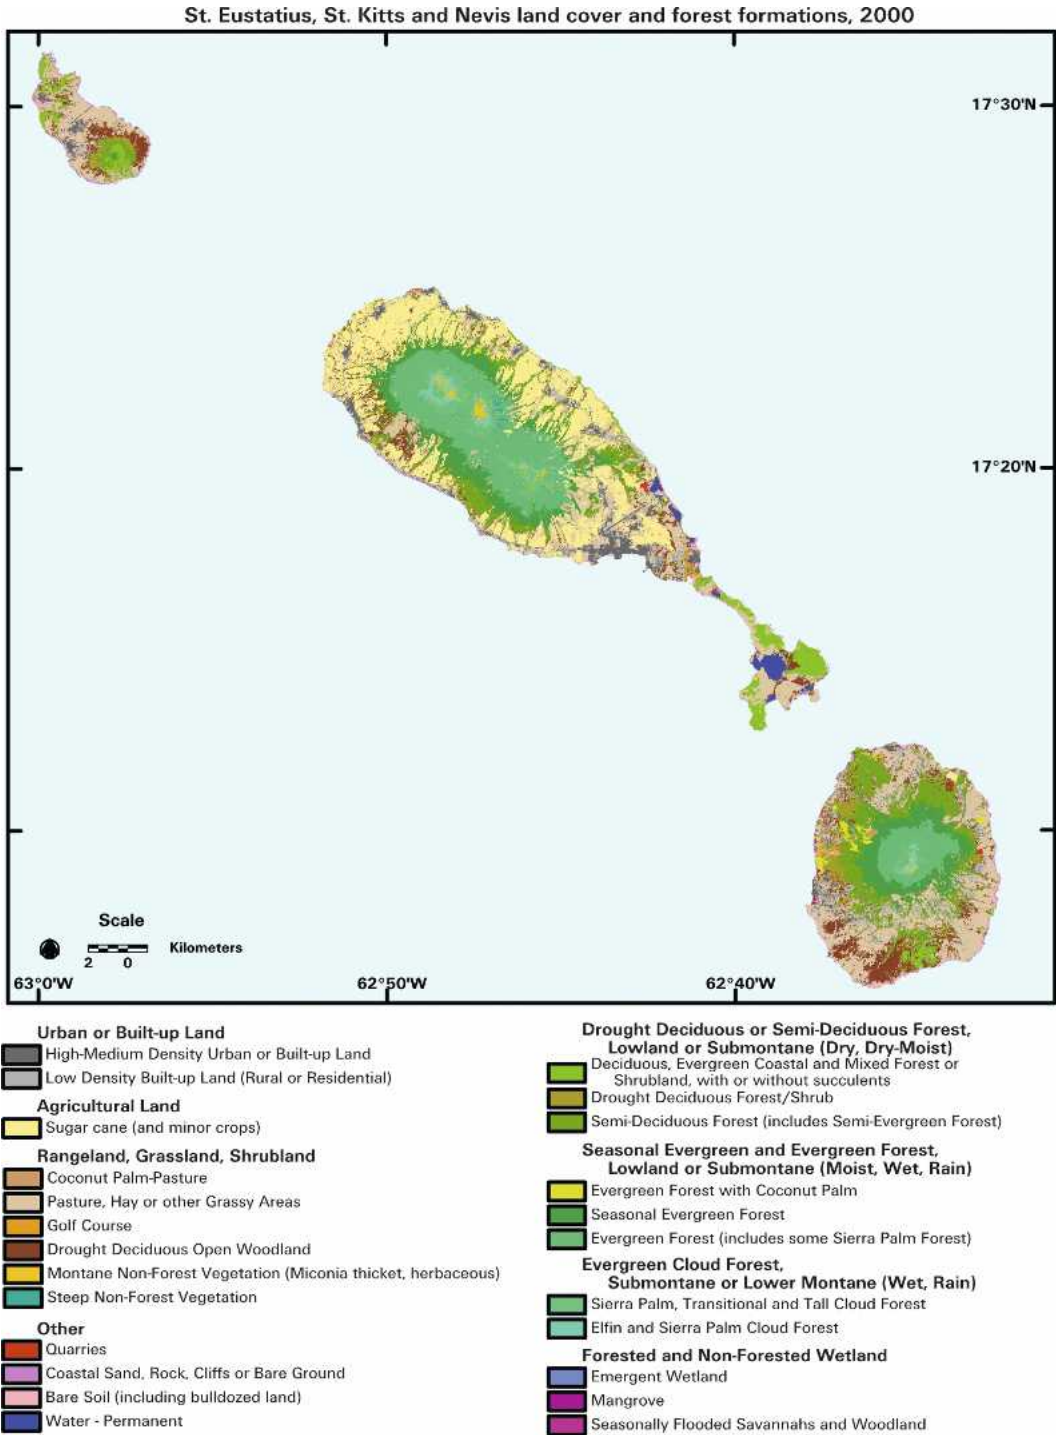 St. Eustatius, St. Kitts and Nevis land cover and forest formations, 2000
17°30'N
17°20'N
Scale
Kilometers
2 0
63°0'W 62°50'W 62°40'W
Urban or Built-up Land
High-Medium Density Urban or Built-up Land
Low Density Built-up Land (Rural or Residential)
Agricultural Land
Sugar cane (and minor crops)
Rangeland, Grassland, Shrubland
Coconut Palm-Pasture
Pasture, Hay or other Grassy Areas
Golf Course
Drought Deciduous Open Woodland
Montane Non-Forest Vegetation (Miconia thicket, herbaceous)
Steep Non-Forest Vegetation
Other
Quarries
Coastal Sand, Rock, Cliffs or Bare Ground
Bare Soil (including bulldozed land)
Water - Permanent
Drought Deciduous or Semi-Deciduous Forest,
Lowland or Submontane (Dry, Dry-Moist)
Deciduous, Evergreen Coastal and Mixed Forest or
Shrubland, with or without succulents
Drought Deciduous Forest/Shrub
Semi-Deciduous Forest (includes Semi-Evergreen Forest)
Seasonal Evergreen and Evergreen Forest,
Lowland or Submontane (Moist, Wet, Rain)
Evergreen Forest with Coconut Palm
Seasonal Evergreen Forest
Evergreen Forest (includes some Sierra Palm Forest)
Evergreen Cloud Forest,
Submontane or Lower Montane (Wet, Rain)
Sierra Palm, Transitional and Tall Cloud Forest
Elfin and Sierra Palm Cloud Forest
Forested and Non-Forested Wetland
Emergent Wetland
Mangrove
Seasonally Flooded Savannahs and Woodland